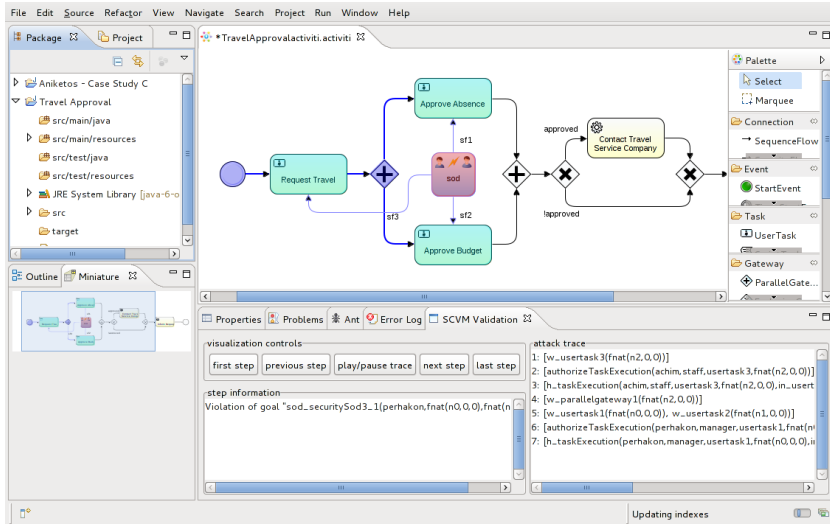 File Edit Source Refactor View Navigate Search Project Run Window Help
Package
Project
Aniketos - Case Study C
Travel Approval
src/main/java
src/main/resources
src/test/java
src/test/resources
JRE System Library [java-6-o
src
target
Outline
Miniature
*TravelApprovalactiviti.activiti
Approve Absence
Request Travel
sf1
sod
sf3
sf2
Approve Budget
approved
Contact Travel
Service Company
!approved
Palette
Select
Marquee
Connection
SequenceFlow
Event
StartEvent
Task
UserTask
Gateway
ParallelGate...
Properties
Problems
Ant
Error Log
SCVM Validation
visualization controls
first step
previous step
play/pause trace
next step
last step
step information
Violation of goal "sod_securitySod3_1(perhakon,fnat(n0,0,0),fnat(n
attack trace
1: [w_usertask3(fnat(n2,0,0))]
2: [authorizeTaskExecution(achim,staff,usertask3,fnat(n2,0,0))]
3: [h_taskExecution(achim,staff,usertask3,fnat(n2,0,0),in_usert
4: [w_parallelgateway1(fnat(n2,0,0))]
5: [w_usertask1(fnat(n0,0,0)), w_usertask2(fnat(n1,0,0))]
6: [authorizeTaskExecution(perhakon,manager,usertask1,fnat(n
7: [h_taskExecution(perhakon,manager,usertask1,fnat(n0,0,0),i
Updating indexes